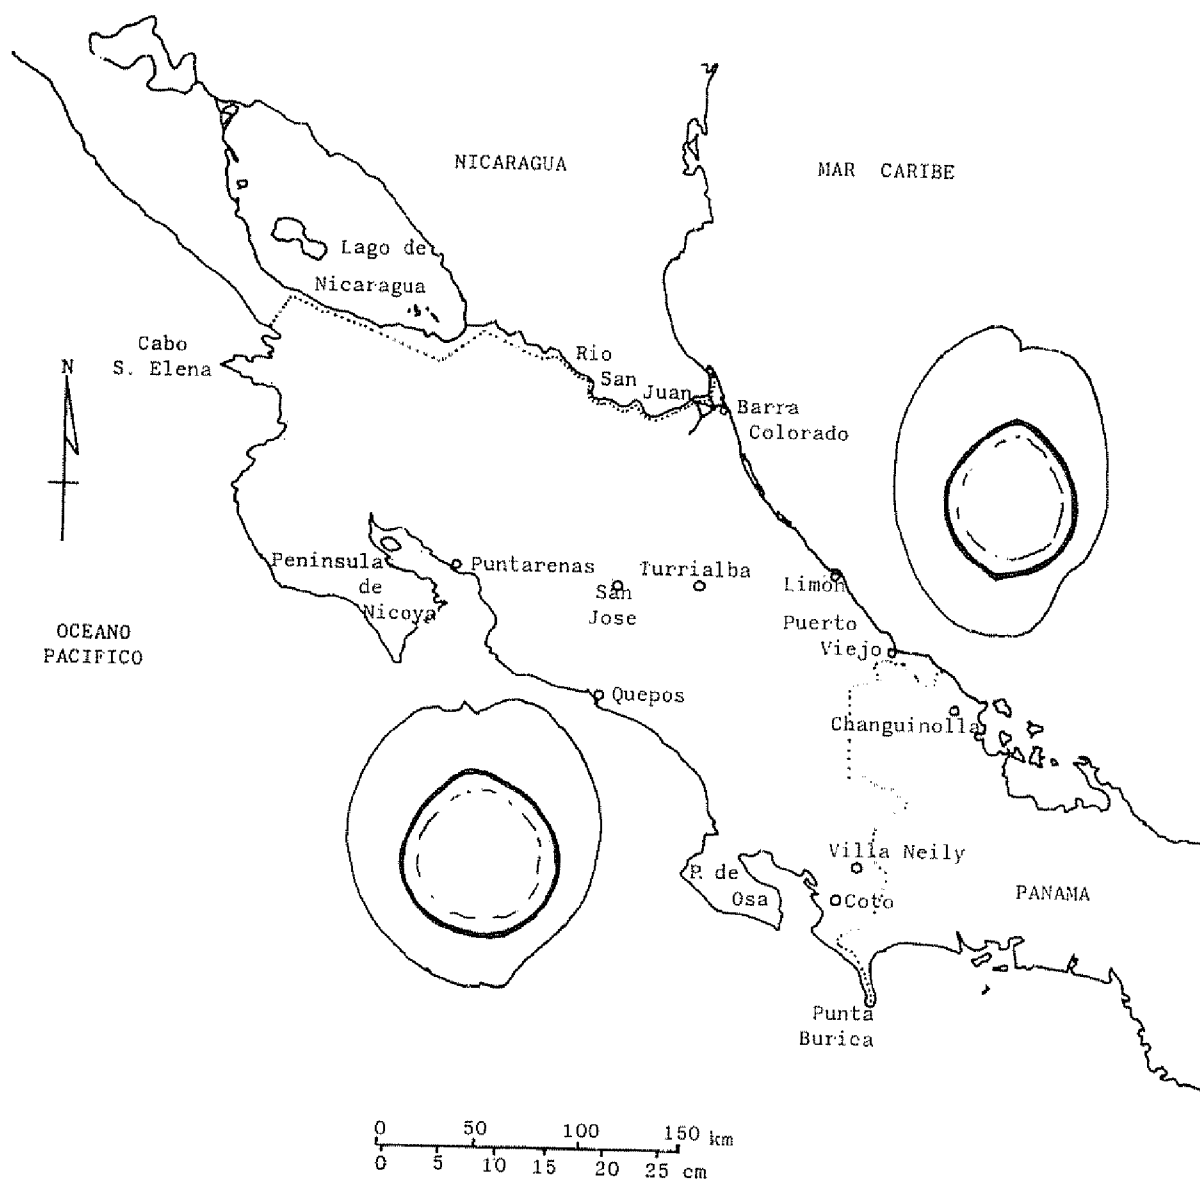 NICARAGUA
MAR CARIBE
Lago de
Nicaragua
Cabo
S. Elena
N
Rio
San
Juan
Barra
Colorado
Peninsula
de
Nicoya
Puntarenas
San
Jose
Turrialba
Limon
OCEANO
PACIFICO
Puerto
Viejo
Quepos
Changuinolla
Villa Neily
P. de
Osa
Coto
PANAMA
Punta
Burica
0 50 100 150 km
0 5 10 15 20 25 cm